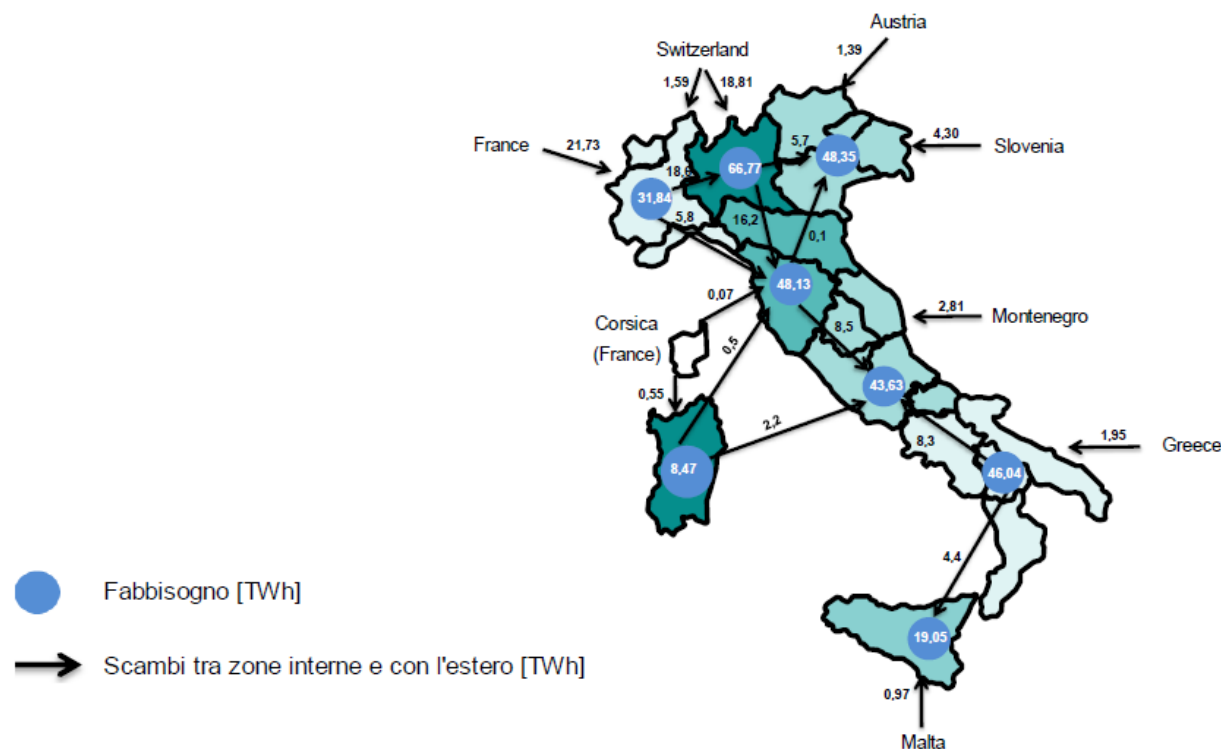 Austria
Switzerland
1,39
1,59
18,81
France
21,73
5,7
4,30
Slovenia
48,35
66,77
31,84
5,8
16,2
0,1
48,13
0,07
2,81
Montenegro
Corsica
(France)
8,5
0,5
0,55
43,63
2,2
8,3
1,95
Greece
8,47
46,04
4,4
Fabbisogno [TWh]
19,05
Scambi tra zone interne e con l'estero [TWh]
0,97
Malta